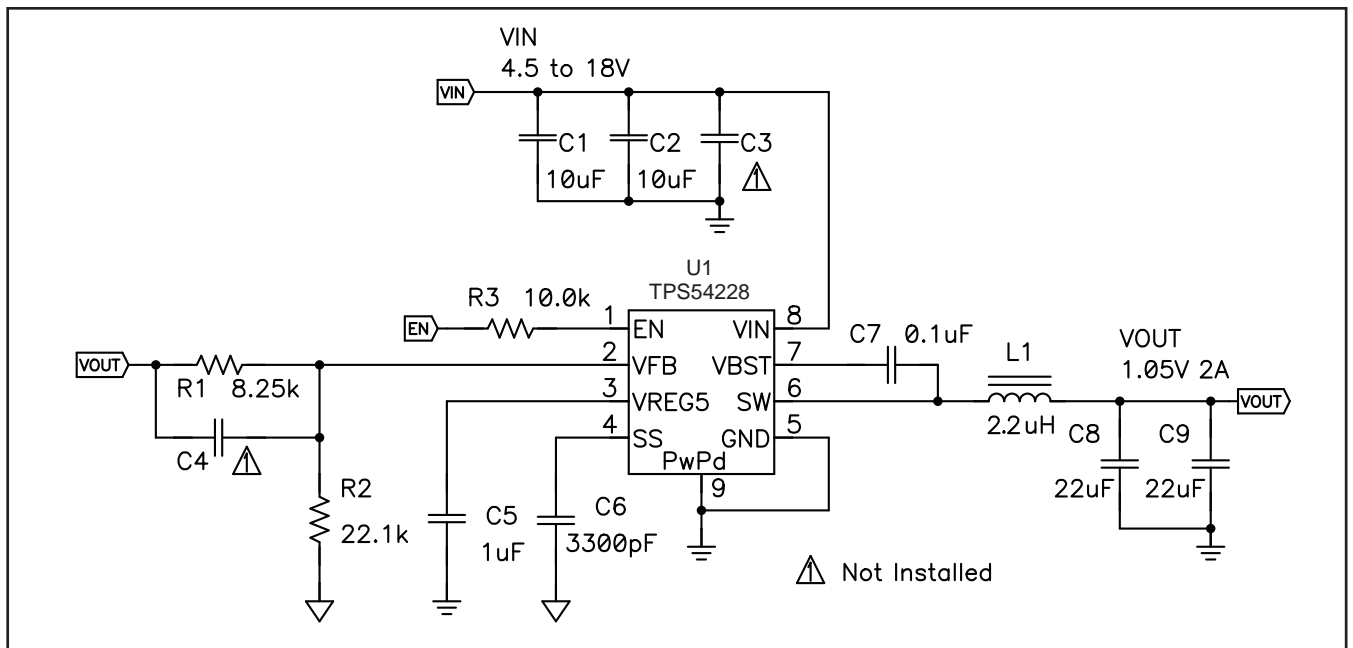 VIN
4.5 to 18V
VIN
C1
C2
C3
10uF
10uF
1
U1
TPS54228
R3 10.0k
EN
1
EN
VIN
8
C7 0.1uF
VOUT
R1 8.25k
2
VFB
VBST
7
L1
VOUT
1.05V 2A
3
VREG5
SW
6
2.2uH
VOUT
C4
1
4
SS
GND
5
C8
C9
PwPd
9
22uF
22uF
R2
22.1k
C5
1uF
C6
3300pF
1 Not Installed